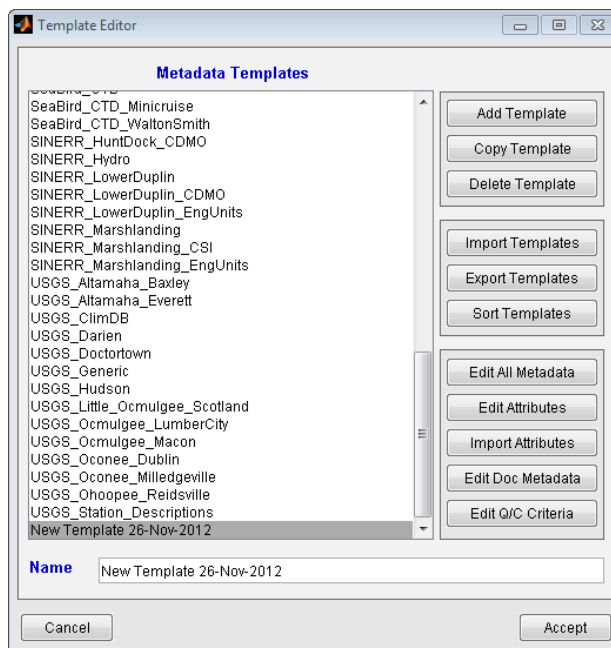 Template Editor
Metadata Templates
SeaBird_CTD
SeaBird_CTD_Minicruise
SeaBird_CTD_WaltonSmith
SINERR_HuntDock_CDMO
SINERR_Hydro
SINERR_LowerDuplin
SINERR_LowerDuplin_CDMO
SINERR_LowerDuplin_EngUnits
SINERR_Marshlanding
SINERR_Marshlanding_CSI
SINERR_Marshlanding_EngUnits
USGS_Altamaha_Baxley
USGS_Altamaha_Everett
USGS_ClimDB
USGS_Darien
USGS_Doctortown
USGS_Generic
USGS_Hudson
USGS_Little_Ocmulgee_Scotland
USGS_Ocmulgee_LumberCity
USGS_Ocmulgee_Macon
USGS_Oconee_Dublin
USGS_Oconee_Milledgeville
USGS_Ohoopee_Reidsville
USGS_Station_Descriptions
New Template 26-Nov-2012
Add Template
Copy Template
Delete Template
Import Templates
Export Templates
Sort Templates
Edit All Metadata
Edit Attributes
Import Attributes
Edit Doc Metadata
Edit Q/C Criteria
Name New Template 26-Nov-2012
Cancel Accept